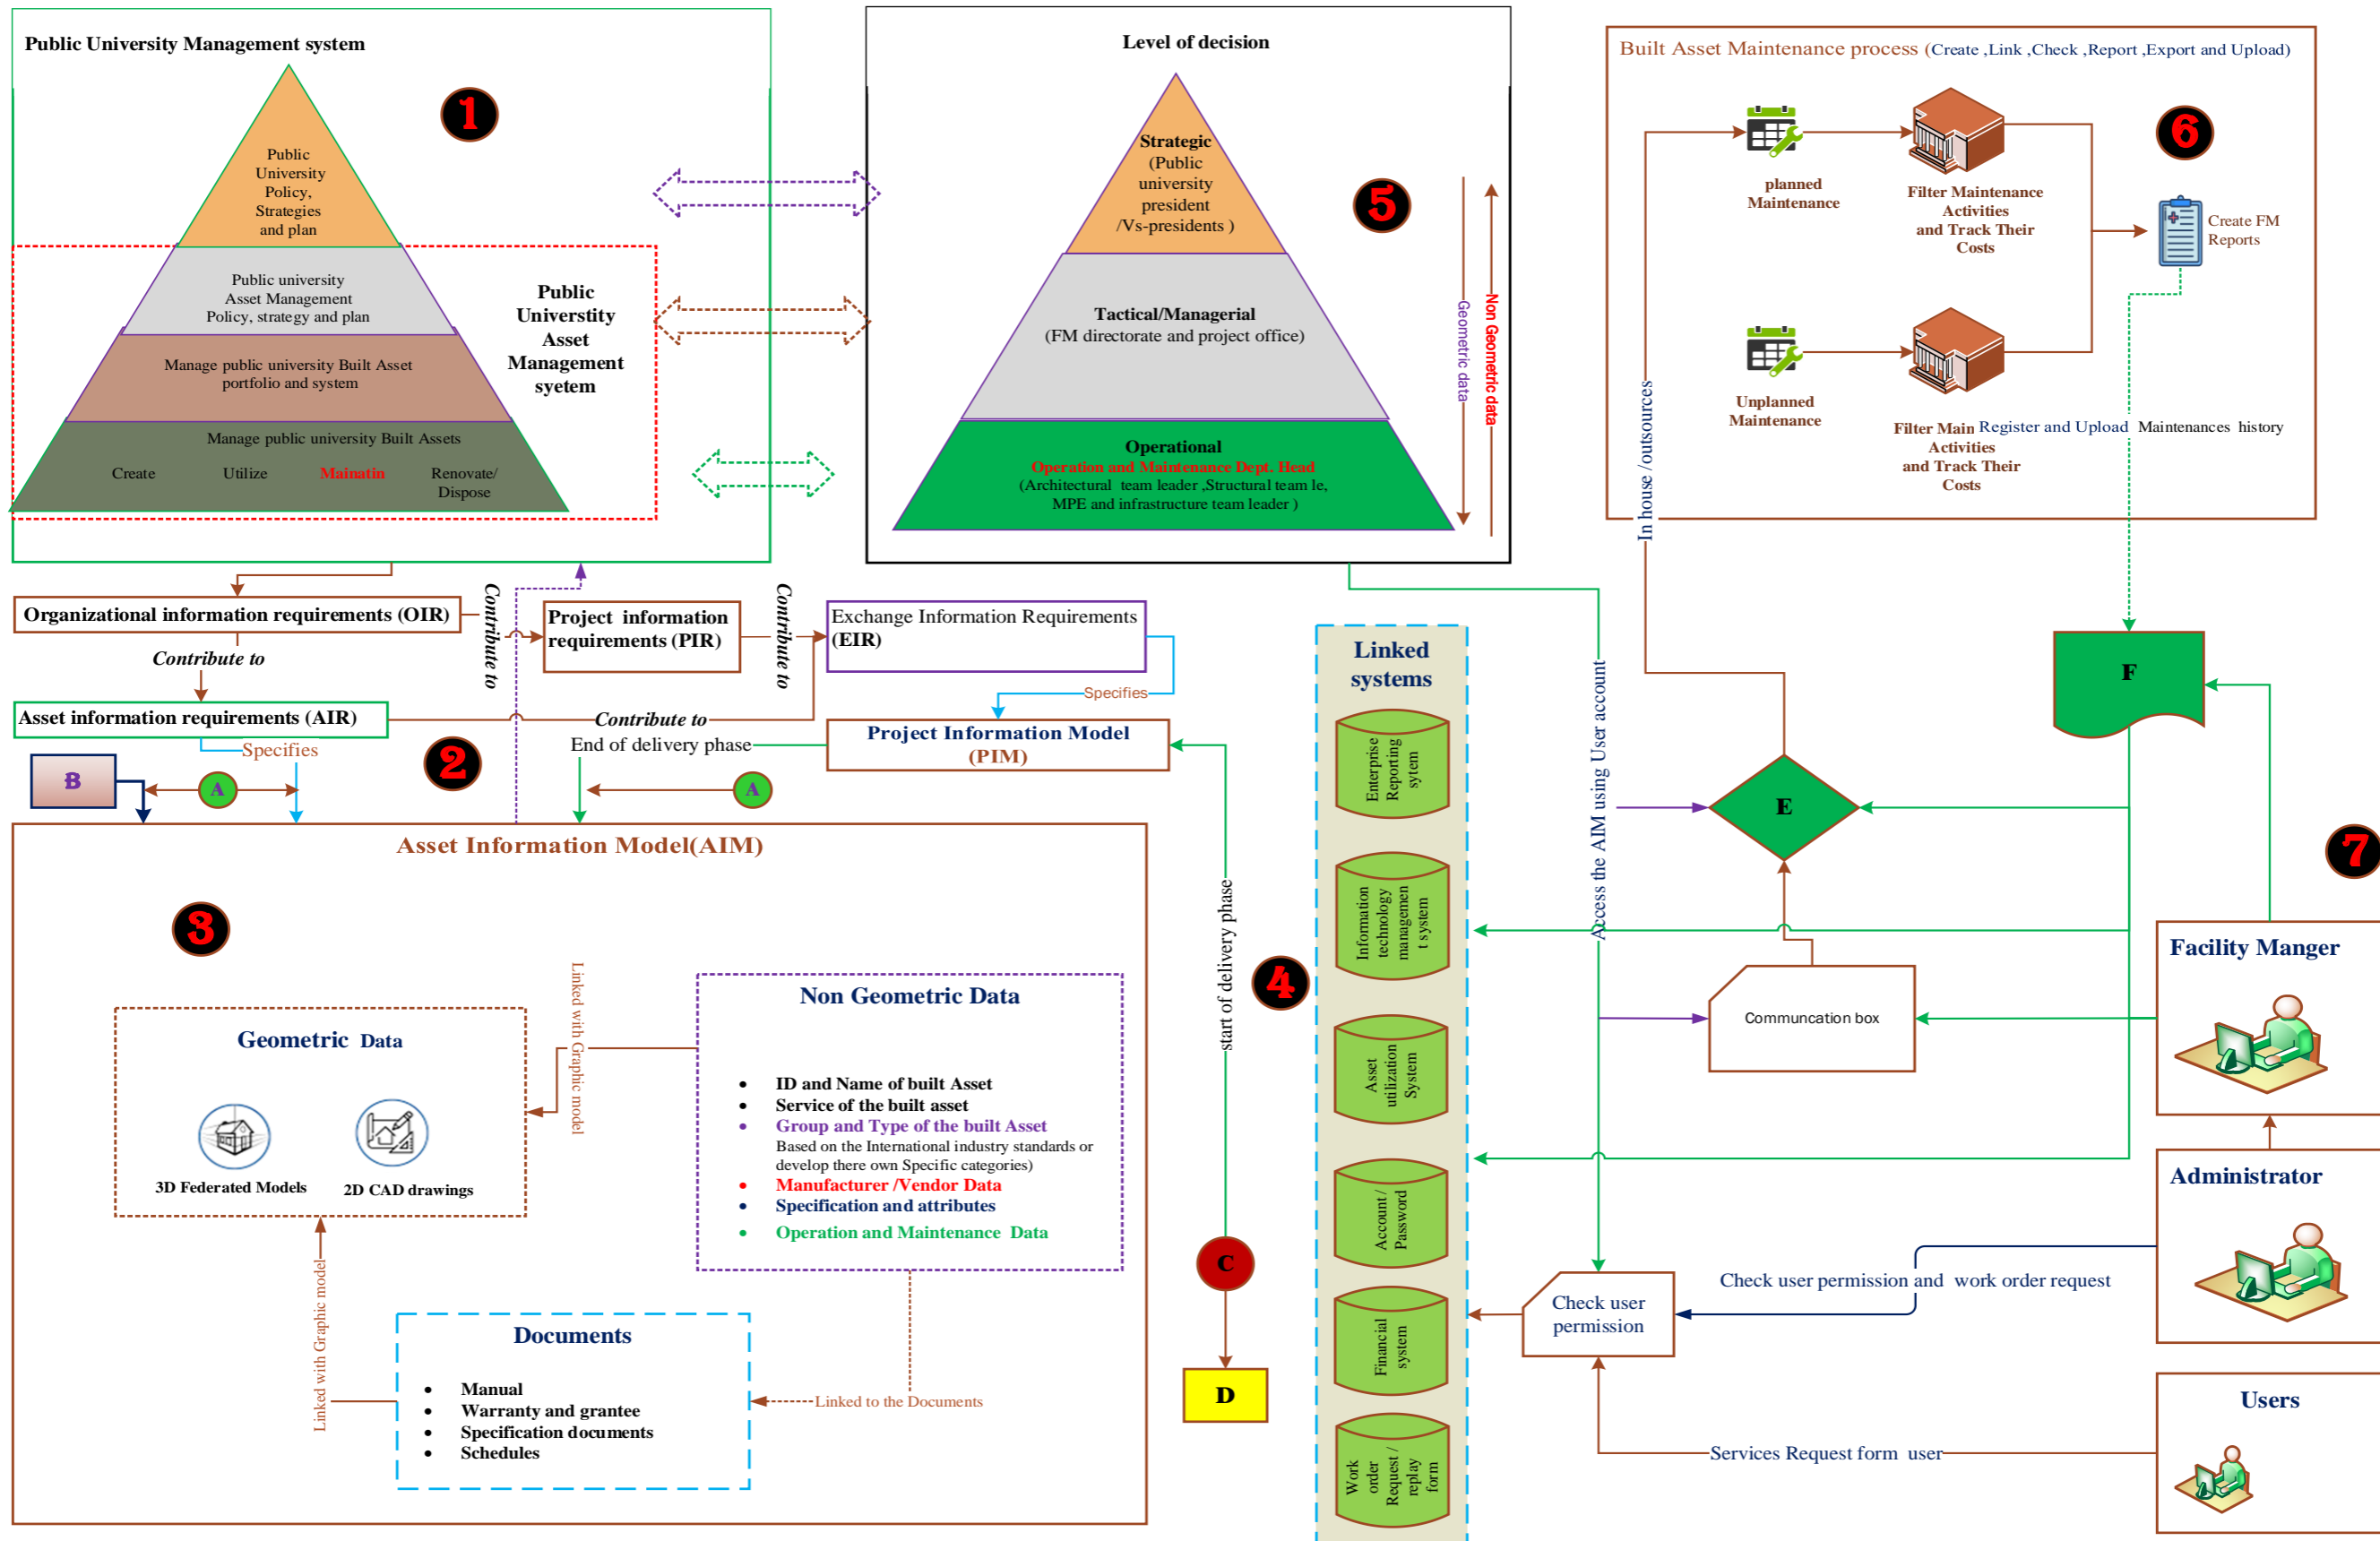 Public University Management system
1
Public
University
Policy,
Strategies
and plan
Public university
Asset Management
Policy, strategy and plan
Manage public university Built Asset
portfolio and system
Manage public university Built Assets
Create Utilize Mainatin Renovate/
Dispose
Public
Universtity
Asset
Management
syetem
Level of decision
Strategic
(Public
university
president
/Vs-presidents )
5
Tactical/Managerial
(FM directorate and project office)
Operational
Operation and Maintenance Dept. Head
(Architectural team leader ,Structural team le,
MPE and infrastructure team leader )
Geometric data
Non Geometric data
Built Asset Maintenance process (Create ,Link ,Check ,Report ,Export and Upload)
6
planned
Maintenance
Filter Maintenance
Activities
and Track Their
Costs
Create FM
Reports
Unplanned
Maintenance
Filter Main
Activities
and Track Their
Costs
Register and Upload Maintenances history
In house /outsources
Organizational information requirements (OIR)
Contribute to
Project information
requirements (PIR)
Contribute to
Exchange Information Requirements
(EIR)
Contribute to
Specifies
Asset information requirements (AIR)
Contribute to
Project Information Model
(PIM)
End of delivery phase
Specifies
2
B
A
A
Asset Information Model(AIM)
3
Geometric Data
3D Federated Models
2D CAD drawings
Linked with Graphic model
Non Geometric Data
• ID and Name of built Asset
• Service of the built asset
• Group and Type of the built Asset
Based on the International industry standards or
develop there own Specific categories)
• Manufacturer /Vendor Data
• Specification and attributes
• Operation and Maintenance Data
Linked with Graphic model
Documents
• Manual
• Warranty and grantee
• Specification documents
• Schedules
Linked to the Documents
start of delivery phase
4
C
D
Linked
systems
Enterprise
Reporting
sytem
Information
technology
managemen
t system
Asset
utilization
System
Account /
Password
Financial
system
Work
order
Request /
replay
form
Access the AIM using User account
E
F
7
Communcation box
Check user
permission
Check user permission and work order request
Services Request form user
Facility Manger
Administrator
Users